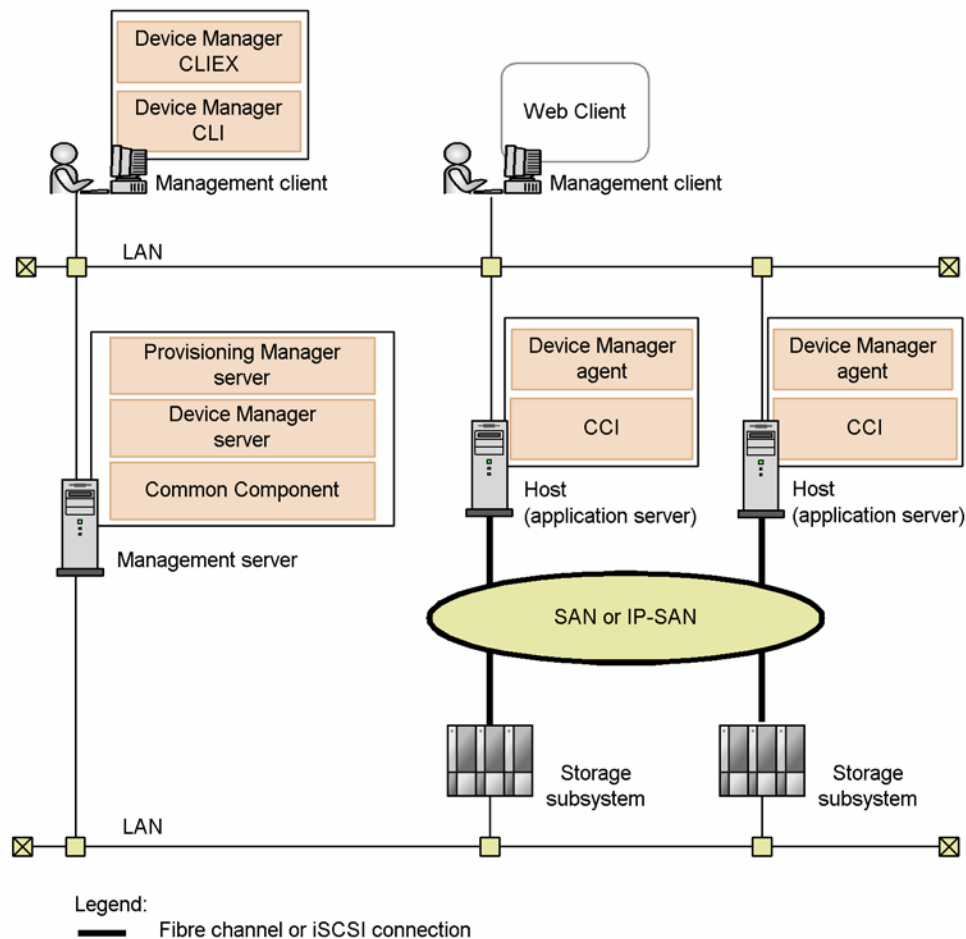 Device Manager
CLIEX
Device Manager
CLI
Management client
Web Client
Management client
LAN
Provisioning Manager
server
Device Manager
server
Common Component
Management server
Device Manager
agent
CCI
Host
(application server)
Device Manager
agent
CCI
Host
(application server)
SAN or IP-SAN
Storage
subsystem
Storage
subsystem
LAN
Legend:
Fibre channel or iSCSI connection